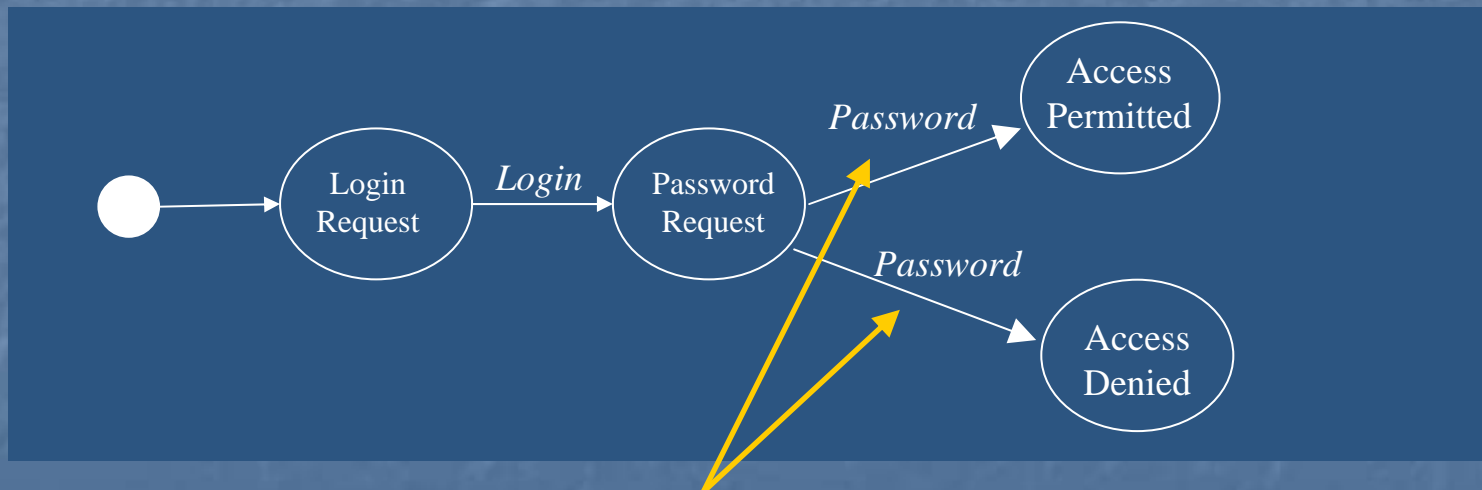 Login
Request
Login
Password
Request
Password
Access
Permitted
Password
Access
Denied